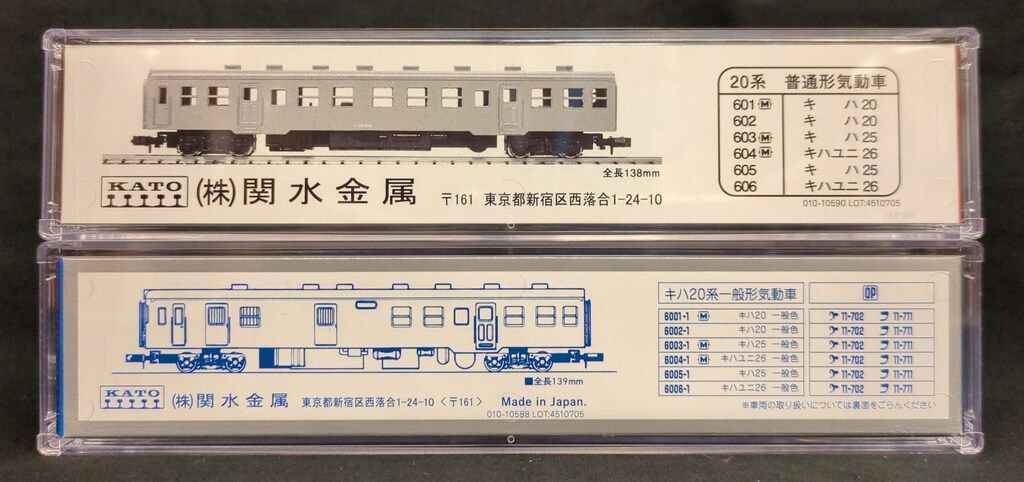 20系 普通形気動車
601 M キハ20
602 キハ20
603 M キハ25
604 M キハユニ26
605 キハ25
606 キハユニ26
010-10590 LOT:4510705
JAPAN
全長138mm
KATO (株)関水金属 〒161 東京都新宿区西落合1-24-10
キハ20系一般形気動車 OP
6001-1 M キハ20 一般色 11-702 11-711
6002-1 キハ20 一般色 11-702 11-711
6003-1 M キハ25 一般色 11-702 11-711
6004-1 M キハユニ26 一般色 11-702 11-711
6005-1 キハ25 一般色 11-702 11-711
6006-1 キハユニ26 一般色 11-702 11-711
※車両の取り扱いについては裏面をごらんください
■全長139mm
KATO (株)関水金属 東京都新宿区西落合1-24-10〈〒161〉 Made in Japan.
010-10588 LOT:4510705